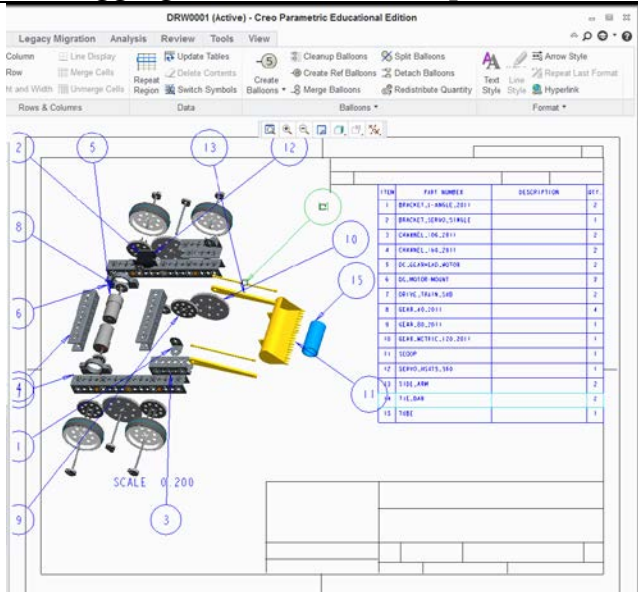 DRW0001 (Active) - Creo Parametric Educational Edition
Legacy Migration Analysis Review Tools View
Column Line Display
Row Merge Cells
ht and Width Unmerge Cells
Rows & Columns
Repeat Region
Update Tables
Delete Contents
Switch Symbols
Data
Create Balloons
Cleanup Balloons
Create Ref Balloons
Merge Balloons
Split Balloons
Detach Balloons
Redistribute Quantity
Balloons
Text Style
Line Style
Arrow Style
Repeat Last Format
Hyperlink
Format
2 5 13 12
8
10
6
15
4
11
1
9
3
SCALE 0.200
ITEM PART NUMBER DESCRIPTION QTY
1 BRACKET_L-ANGLE_2011 2
2 BRACKET_SERVO_SINGLE 1
3 CHANNEL_106_2011 2
4 CHANNEL_160_2011 2
5 DC_GEARHEAD_MOTOR 2
6 DC_MOTOR-MOUNT
7 DRIVE_TRAIN_SUB 2
8 GEAR_40_2011 4
9 GEAR_80_2011 1
10 GEAR_METRIC_120_2011 1
11 SCOOP 1
12 1
13 SIDE_ARM 2
14 TIE_BAR 2
15 TUBE 1